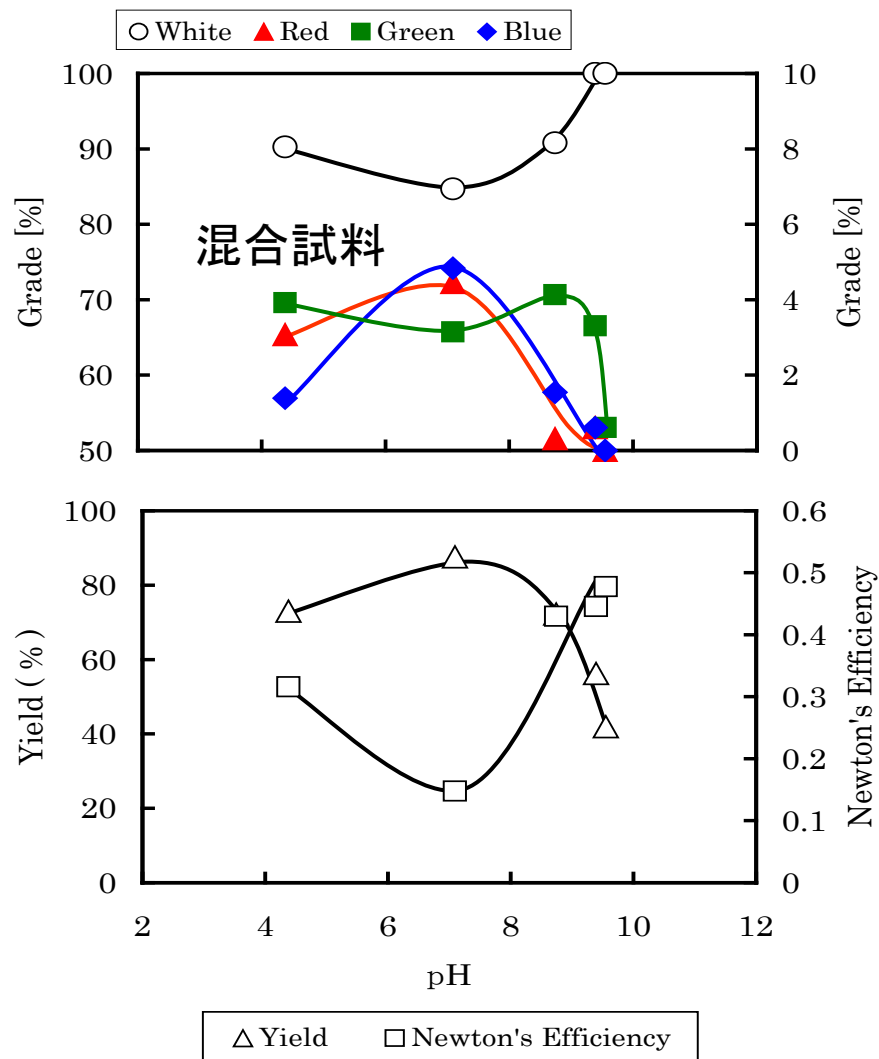 White Red Green Blue
100 10
90 8
80 6
混合試料
70 4
60 2
50 0
Grade [%]
Grade [%]
100 0.6
80 0.5
60 0.4
40 0.3
20 0.2
0 0.1
0
Yield ( % )
Newton's Efficiency
2 4 6 8 10 12
pH
Yield Newton's Efficiency